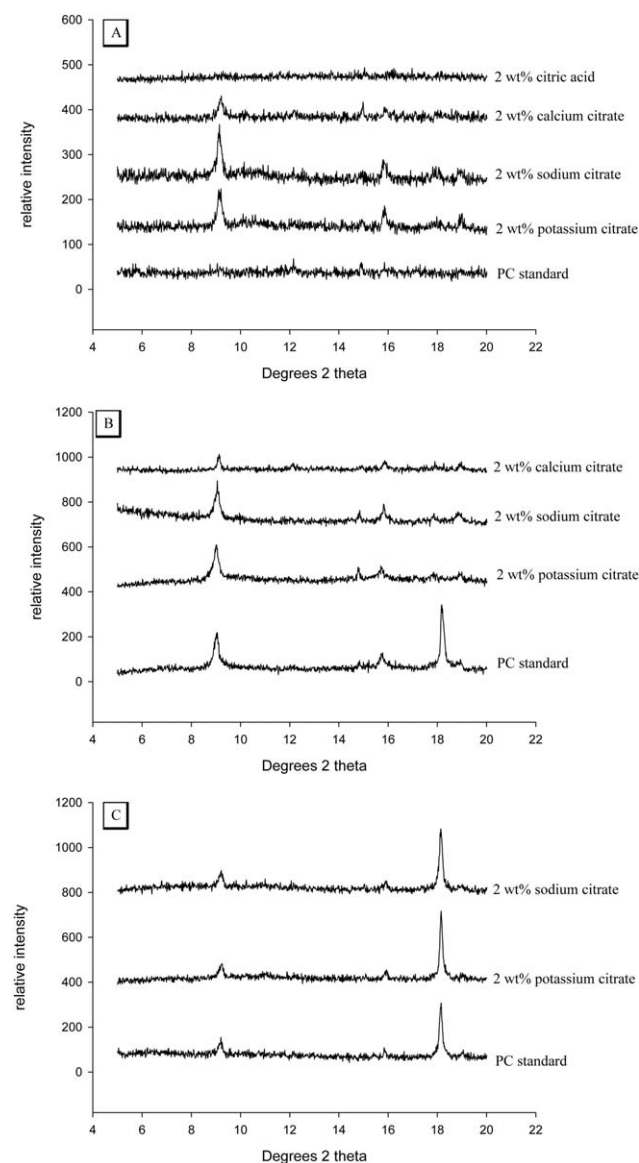 A
600
500
400
300
200
100
0
relative intensity
2 wt% citric acid
2 wt% calcium citrate
2 wt% sodium citrate
2 wt% potassium citrate
PC standard
4 6 8 10 12 14 16 18 20 22
Degrees 2 theta
B
1200
1000
800
600
400
200
0
relative intensity
2 wt% calcium citrate
2 wt% sodium citrate
2 wt% potassium citrate
PC standard
4 6 8 10 12 14 16 18 20 22
Degrees 2 theta
C
1200
1000
800
600
400
200
0
relative intensity
2 wt% sodium citrate
2 wt% potassium citrate
PC standard
4 6 8 10 12 14 16 18 20 22
Degrees 2 theta